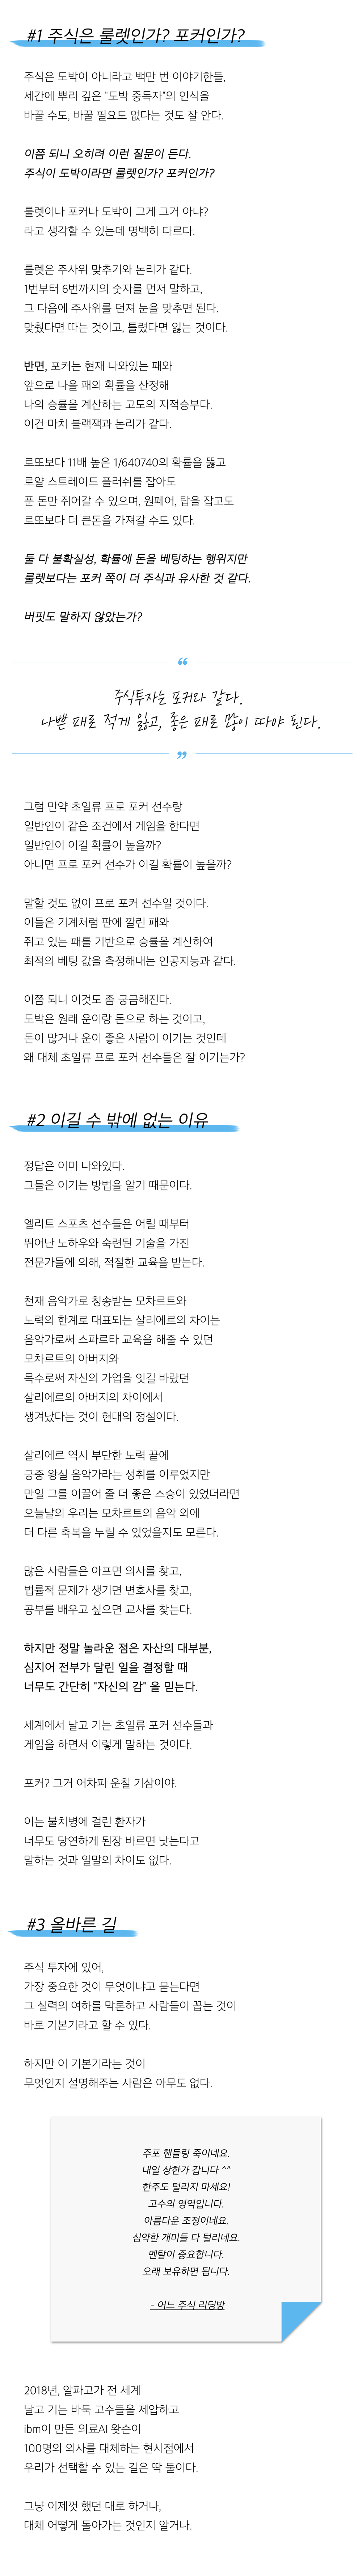 #1 주식은 룰렛인가? 포커인가?
주식은 도박이 아니라고 백만 번 이야기한들,
세간에 뿌리 깊은 "도박 중독자"의 인식을
바꿀 수도, 바꿀 필요도 없다는 것도 잘 안다.
이쯤 되니 오히려 이런 질문이 든다.
주식이 도박이라면 룰렛인가? 포커인가?
룰렛이나 포커나 도박이 그게 그거 아냐?
라고 생각할 수 있는데 명백히 다르다.
룰렛은 주사위 맞추기와 논리가 같다.
1번부터 6번까지의 숫자를 먼저 말하고,
그 다음에 주사위를 던져 눈을 맞추면 된다.
맞췄다면 따는 것이고, 틀렸다면 잃는 것이다.
반면, 포커는 현재 나와있는 패와
앞으로 나올 패의 확률을 산정해
나의 승률을 계산하는 고도의 지적승부다.
이건 마치 블랙잭과 논리가 같다.
로또보다 11배 높은 1/640740의 확률을 뚫고
로얄 스트레이드 플러쉬를 잡아도
푼 돈만 쥐어갈 수 있으며, 원페어, 탑을 잡고도
로또보다 더 큰돈을 가져갈 수도 있다.
둘 다 불확실성, 확률에 돈을 베팅하는 행위지만
룰렛보다는 포커 쪽이 더 주식과 유사한 것 같다.
버핏도 말하지 않았는가?
“
주식투자는 포커와 같다.
나쁜 패로 적게 잃고, 좋은 패로 많이 따야 된다.
”
그럼 만약 초일류 프로 포커 선수랑
일반인이 같은 조건에서 게임을 한다면
일반인이 이길 확률이 높을까?
아니면 프로 포커 선수가 이길 확률이 높을까?
말할 것도 없이 프로 포커 선수일 것이다.
이들은 기계처럼 판에 깔린 패와
쥐고 있는 패를 기반으로 승률을 계산하여
최적의 베팅 값을 측정해내는 인공지능과 같다.
이쯤 되니 이것도 좀 궁금해진다.
도박은 원래 운이랑 돈으로 하는 것이고,
돈이 많거나 운이 좋은 사람이 이기는 것인데
왜 대체 초일류 프로 포커 선수들은 잘 이기는가?
#2 이길 수 밖에 없는 이유
정답은 이미 나와있다.
그들은 이기는 방법을 알기 때문이다.
엘리트 스포츠 선수들은 어릴 때부터
뛰어난 노하우와 숙련된 기술을 가진
전문가들에 의해, 적절한 교육을 받는다.
천재 음악가로 칭송받는 모차르트와
노력의 한계로 대표되는 살리에르의 차이는
음악가로써 스파르타 교육을 해줄 수 있던
모차르트의 아버지와
목수로써 자신의 가업을 잇길 바랐던
살리에르의 아버지의 차이에서
생겨났다는 것이 현대의 정설이다.
살리에르 역시 부단한 노력 끝에
궁중 왕실 음악가라는 성취를 이루었지만
만일 그를 이끌어 줄 더 좋은 스승이 있었더라면
오늘날의 우리는 모차르트의 음악 외에
더 다른 축복을 누릴 수 있었을지도 모른다.
많은 사람들은 아프면 의사를 찾고,
법률적 문제가 생기면 변호사를 찾고,
공부를 배우고 싶으면 교사를 찾는다.
하지만 정말 놀라운 점은 자산의 대부분,
심지어 전부가 달린 일을 결정할 때
너무도 간단히 "자신의 감" 을 믿는다.
세계에서 날고 기는 초일류 포커 선수들과
게임을 하면서 이렇게 말하는 것이다.
포커? 그거 어차피 운칠 기삼이야.
이는 불치병에 걸린 환자가
너무도 당연하게 된장 바르면 낫는다고
말하는 것과 일말의 차이도 없다.
#3 올바른 길
주식 투자에 있어,
가장 중요한 것이 무엇이냐고 묻는다면
그 실력의 여하를 막론하고 사람들이 꼽는 것이
바로 기본기라고 할 수 있다.
하지만 이 기본기라는 것이
무엇인지 설명해주는 사람은 아무도 없다.
주포 핸들링 죽이네요.
내일 상한가 갑니다 ^^
한주도 털리지 마세요!
고수의 영역입니다.
아름다운 조정이네요.
심약한 개미들 다 털리네요.
멘탈이 중요합니다.
오래 보유하면 됩니다.
- 어느 주식 리딩방
2018년, 알파고가 전 세계
날고 기는 바둑 고수들을 제압하고
ibm이 만든 의료AI 왓슨이
100명의 의사를 대체하는 현시점에서
우리가 선택할 수 있는 길은 딱 둘이다.
그냥 이제껏 했던 대로 하거나,
대체 어떻게 돌아가는 것인지 알거나.